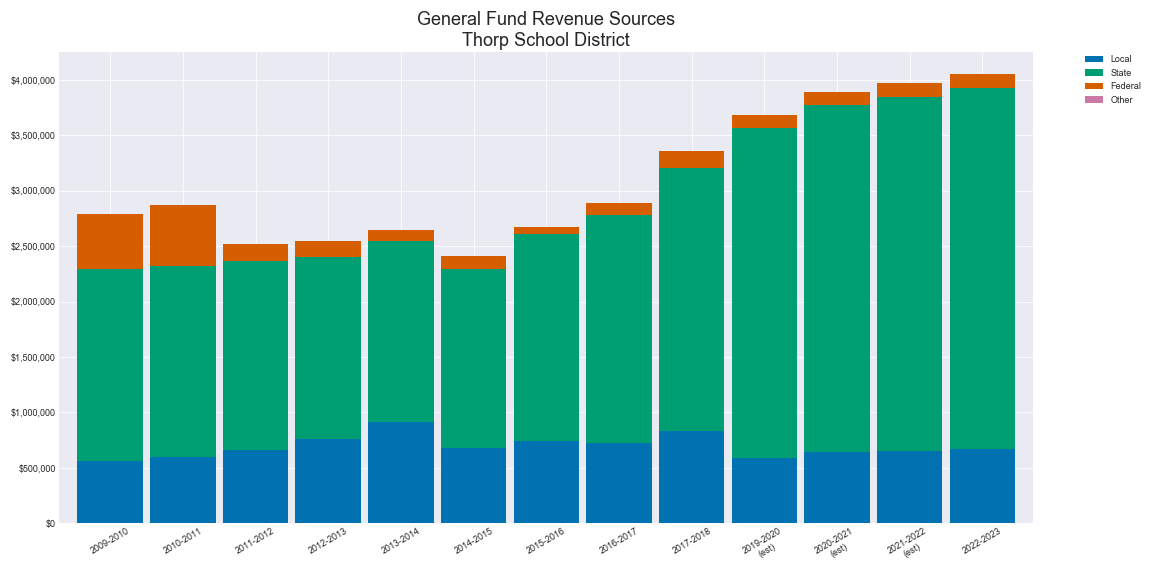 General Fund Revenue Sources
Thorp School District
Local
State
Federal
Other
$4,000,000
$3,500,000
$3,000,000
$2,500,000
$2,000,000
$1,500,000
$1,000,000
$500,000
$0
2009-2010
2010-2011
2011-2012
2012-2013
2013-2014
2014-2015
2015-2016
2016-2017
2017-2018
2019-2020
(est)
2020-2021
(est)
2021-2022
(est)
2022-2023